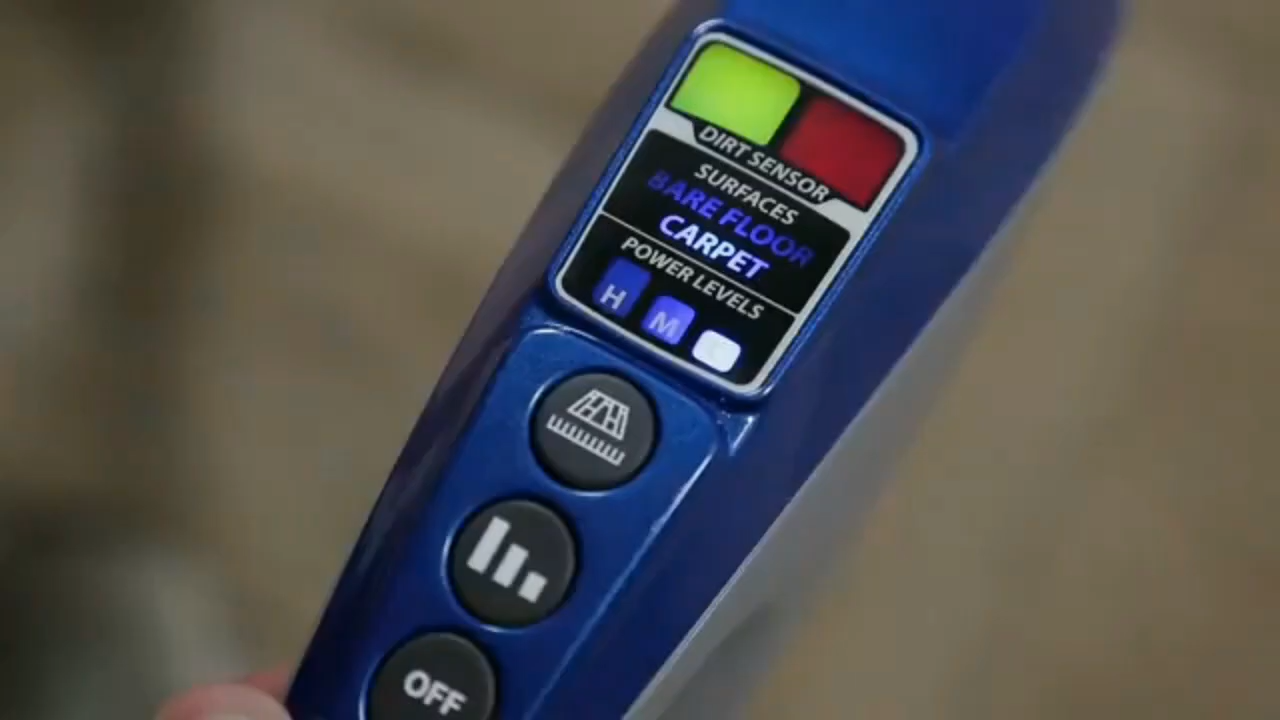 DIRT SENSOR
SURFACES
BARE FLOOR
CARPET
POWER LEVELS
H M
OFF